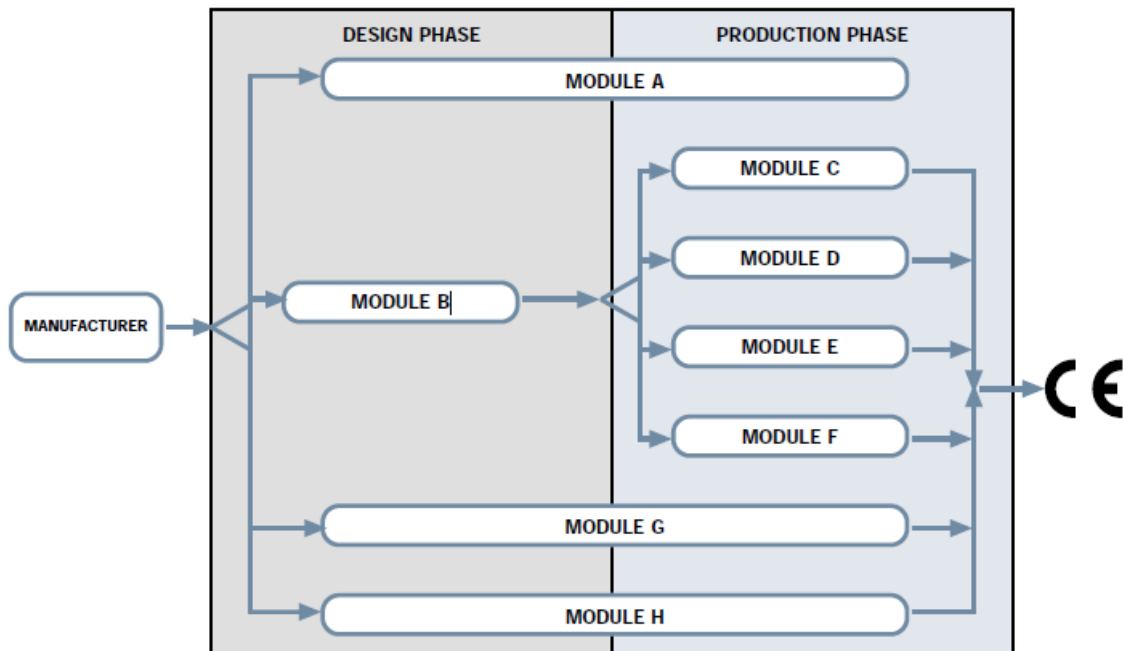 DESIGN PHASE
PRODUCTION PHASE
MODULE A
MODULE C
MODULE D
MODULE B
MANUFACTURER
MODULE E
CE
MODULE F
MODULE G
MODULE H